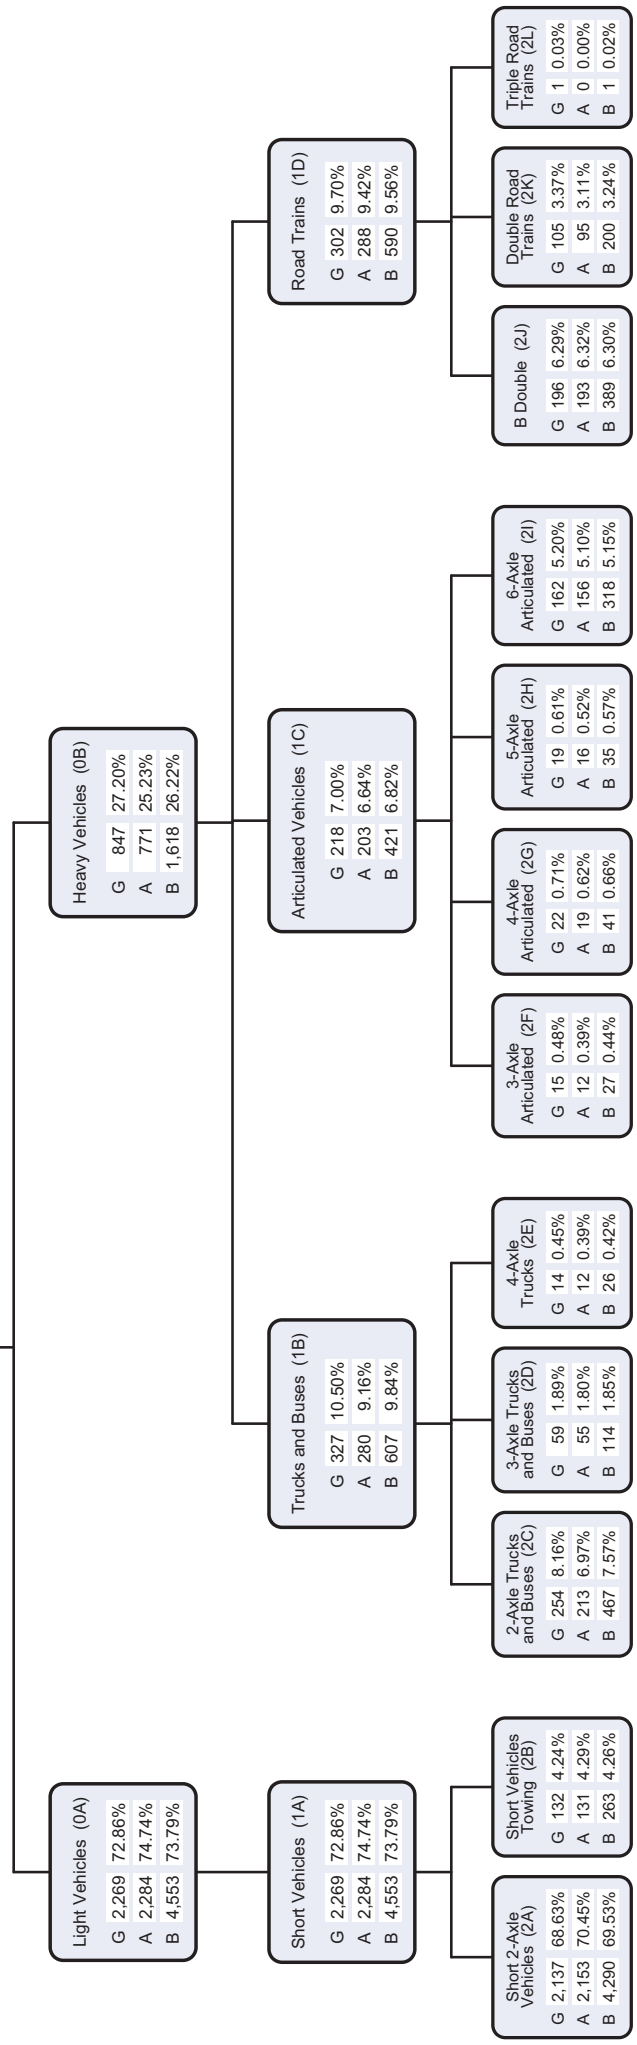 Light Vehicles (0A)
G 2,269 72.86%
A 2,284 74.74%
B 4,553 73.79%
Heavy Vehicles (0B)
G 847 27.20%
A 771 25.23%
B 1,618 26.22%
Short Vehicles (1A)
G 2,269 72.86%
A 2,284 74.74%
B 4,553 73.79%
Trucks and Buses (1B)
G 327 10.50%
A 280 9.16%
B 607 9.84%
Articulated Vehicles (1C)
G 218 7.00%
A 203 6.64%
B 421 6.82%
Road Trains (1D)
G 302 9.70%
A 288 9.42%
B 590 9.56%
Short 2-Axle
Vehicles (2A)
G 2,137 68.63%
A 2,153 70.45%
B 4,290 69.53%
Short Vehicles
Towing (2B)
G 132 4.24%
A 131 4.29%
B 263 4.26%
2-Axle Trucks
and Buses (2C)
G 254 8.16%
A 213 6.97%
B 467 7.57%
3-Axle Trucks
and Buses (2D)
G 59 1.89%
A 55 1.80%
B 114 1.85%
4-Axle
Trucks (2E)
G 14 0.45%
A 12 0.39%
B 26 0.42%
3-Axle
Articulated (2F)
G 15 0.48%
A 12 0.39%
B 27 0.44%
4-Axle
Articulated (2G)
G 22 0.71%
A 19 0.62%
B 41 0.66%
5-Axle
Articulated (2H)
G 19 0.61%
A 16 0.52%
B 35 0.57%
6-Axle
Articulated (2I)
G 162 5.20%
A 156 5.10%
B 318 5.15%
B Double (2J)
G 196 6.29%
A 193 6.32%
B 389 6.30%
Double Road
Trains (2K)
G 105 3.37%
A 95 3.11%
B 200 3.24%
Triple Road
Trains (2L)
G 1 0.03%
A 0 0.00%
B 1 0.02%